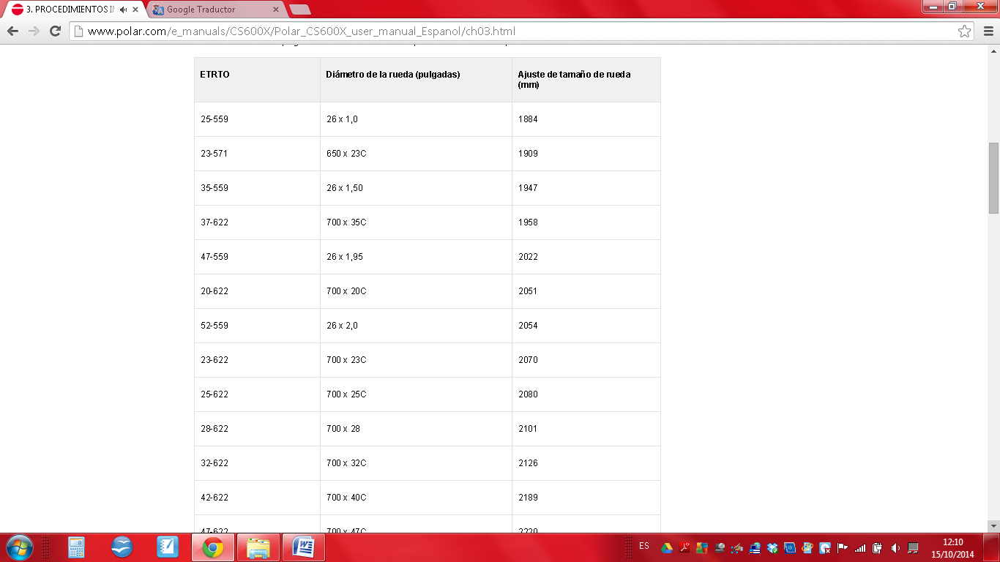 3. PROCEDIMIENTOS IN
Google Traductor
www.polar.com/e_manuals/CS600X/Polar_CS600X_user_manual_Espanol/ch03.html
ETRTO Diámetro de la rueda (pulgadas) Ajuste de tamaño de rueda
(mm)
25-559 26 x 1,0 1884
23-571 650 x 23C 1909
35-559 26 x 1,50 1947
37-622 700 x 35C 1958
47-559 26 x 1,95 2022
20-622 700 x 20C 2051
52-559 26 x 2,0 2054
23-622 700 x 23C 2070
25-622 700 x 25C 2080
28-622 700 x 28 2101
32-622 700 x 32C 2126
42-622 700 x 40C 2189
47-622 700 x 47C 2220
ES
12:10
15/10/2014